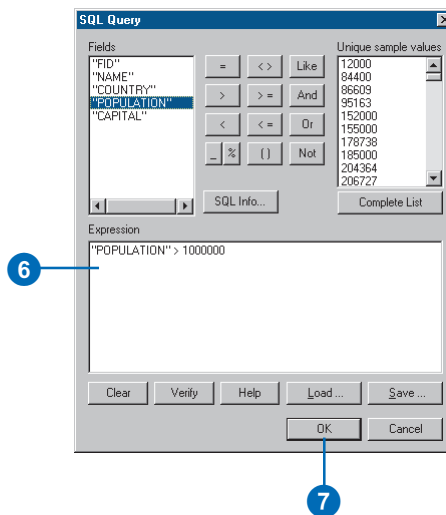 SQL Query
Fields
Unique sample values
"FID"
"NAME"
"COUNTRY"
"POPULATION"
"CAPITAL"
= <> Like
> >= And
< <= Or
_ % () Not
12000
84400
86609
95163
152000
155000
178738
185000
204364
206727
SQL Info...
Complete List
Expression
"POPULATION" > 1000000
6
Clear Verify Help Load ... Save ...
OK Cancel
7